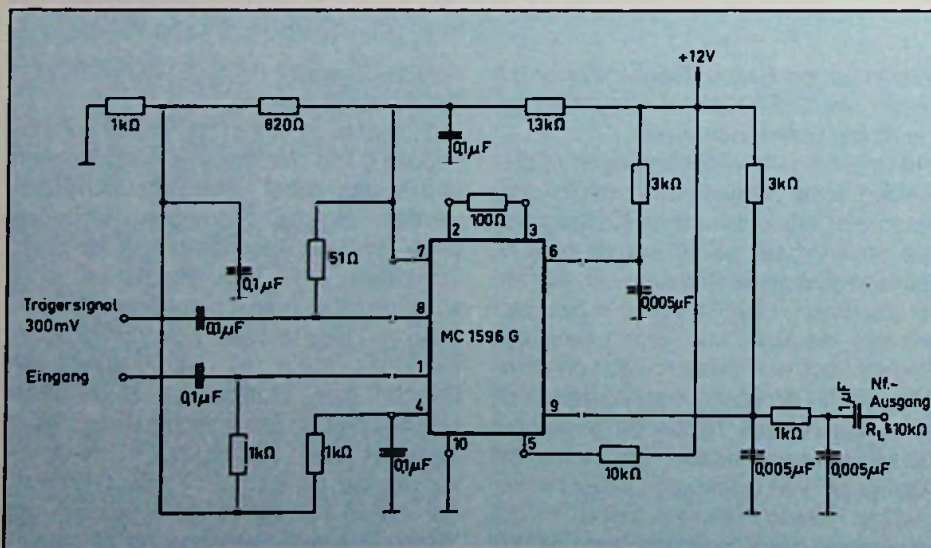 +12V
1kΩ
820Ω
1,3kΩ
0,1μF
3kΩ
3kΩ
100Ω
2
3
51Ω
7
6
0,1μF
0,005μF
Trägersignal
300mV
0,1μF
8
MC 1596 G
Eingang
0,1μF
1
4
9
1μF
Nf.-
Ausgang
R_L ≧ 10kΩ
1kΩ
1kΩ
1kΩ
0,1μF
10
5
10kΩ
0,005μF
0,005μF